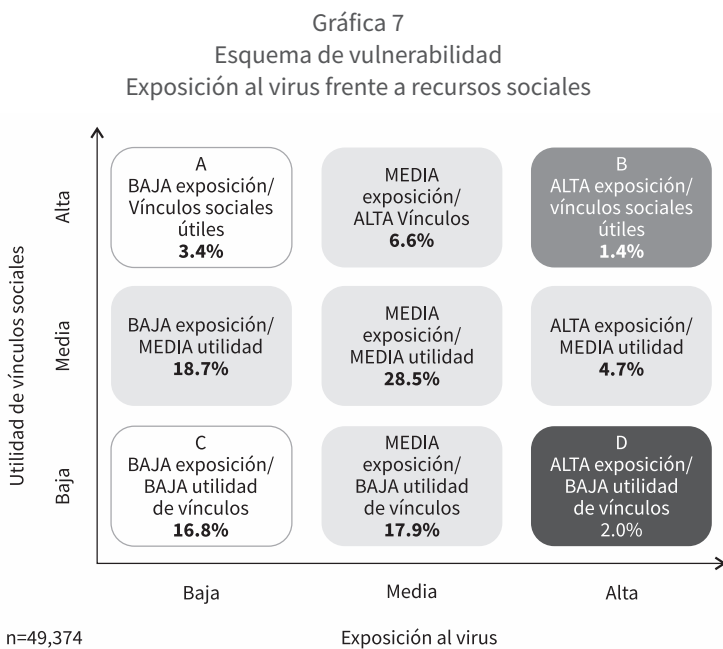 Gráfica 7
Esquema de vulnerabilidad
Exposición al virus frente a recursos sociales
Utilidad de vínculos sociales
Alta
A
BAJA exposición/
Vínculos sociales
útiles
3.4%
MEDIA
exposición/
ALTA Vínculos
6.6%
B
ALTA exposición/
vínculos sociales
útiles
1.4%
Media
BAJA exposición/
MEDIA utilidad
18.7%
MEDIA
exposición/
MEDIA utilidad
28.5%
ALTA exposición/
MEDIA utilidad
4.7%
Baja
C
BAJA exposición/
BAJA utilidad
de vínculos
16.8%
MEDIA
exposición/
BAJA utilidad
de vínculos
17.9%
D
ALTA exposición/
BAJA utilidad
de vínculos
2.0%
Baja
Media
Alta
n=49,374
Exposición al virus